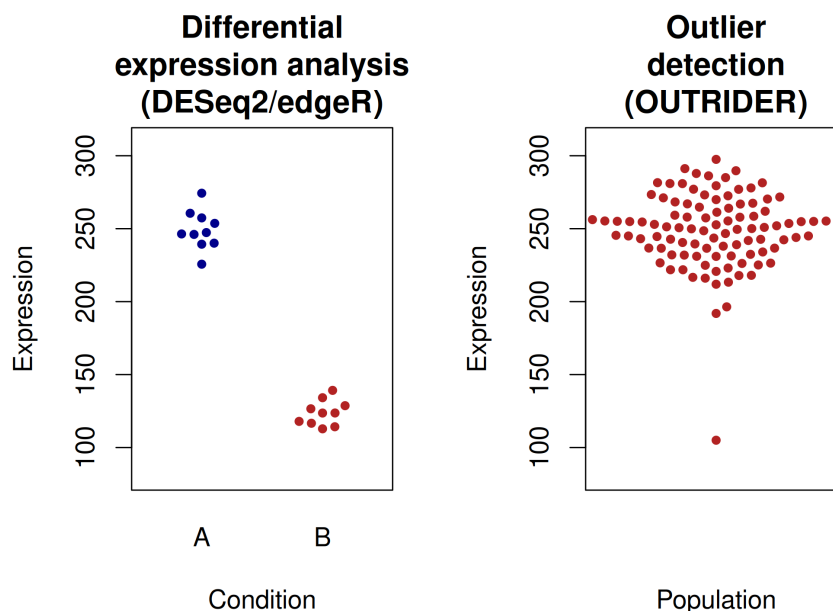 Differential
expression analysis
(DESeq2/edgeR)
Expression
300
250
200
150
100
A B
Condition
Outlier
detection
(OUTRIDER)
Expression
300
250
200
150
100
Population